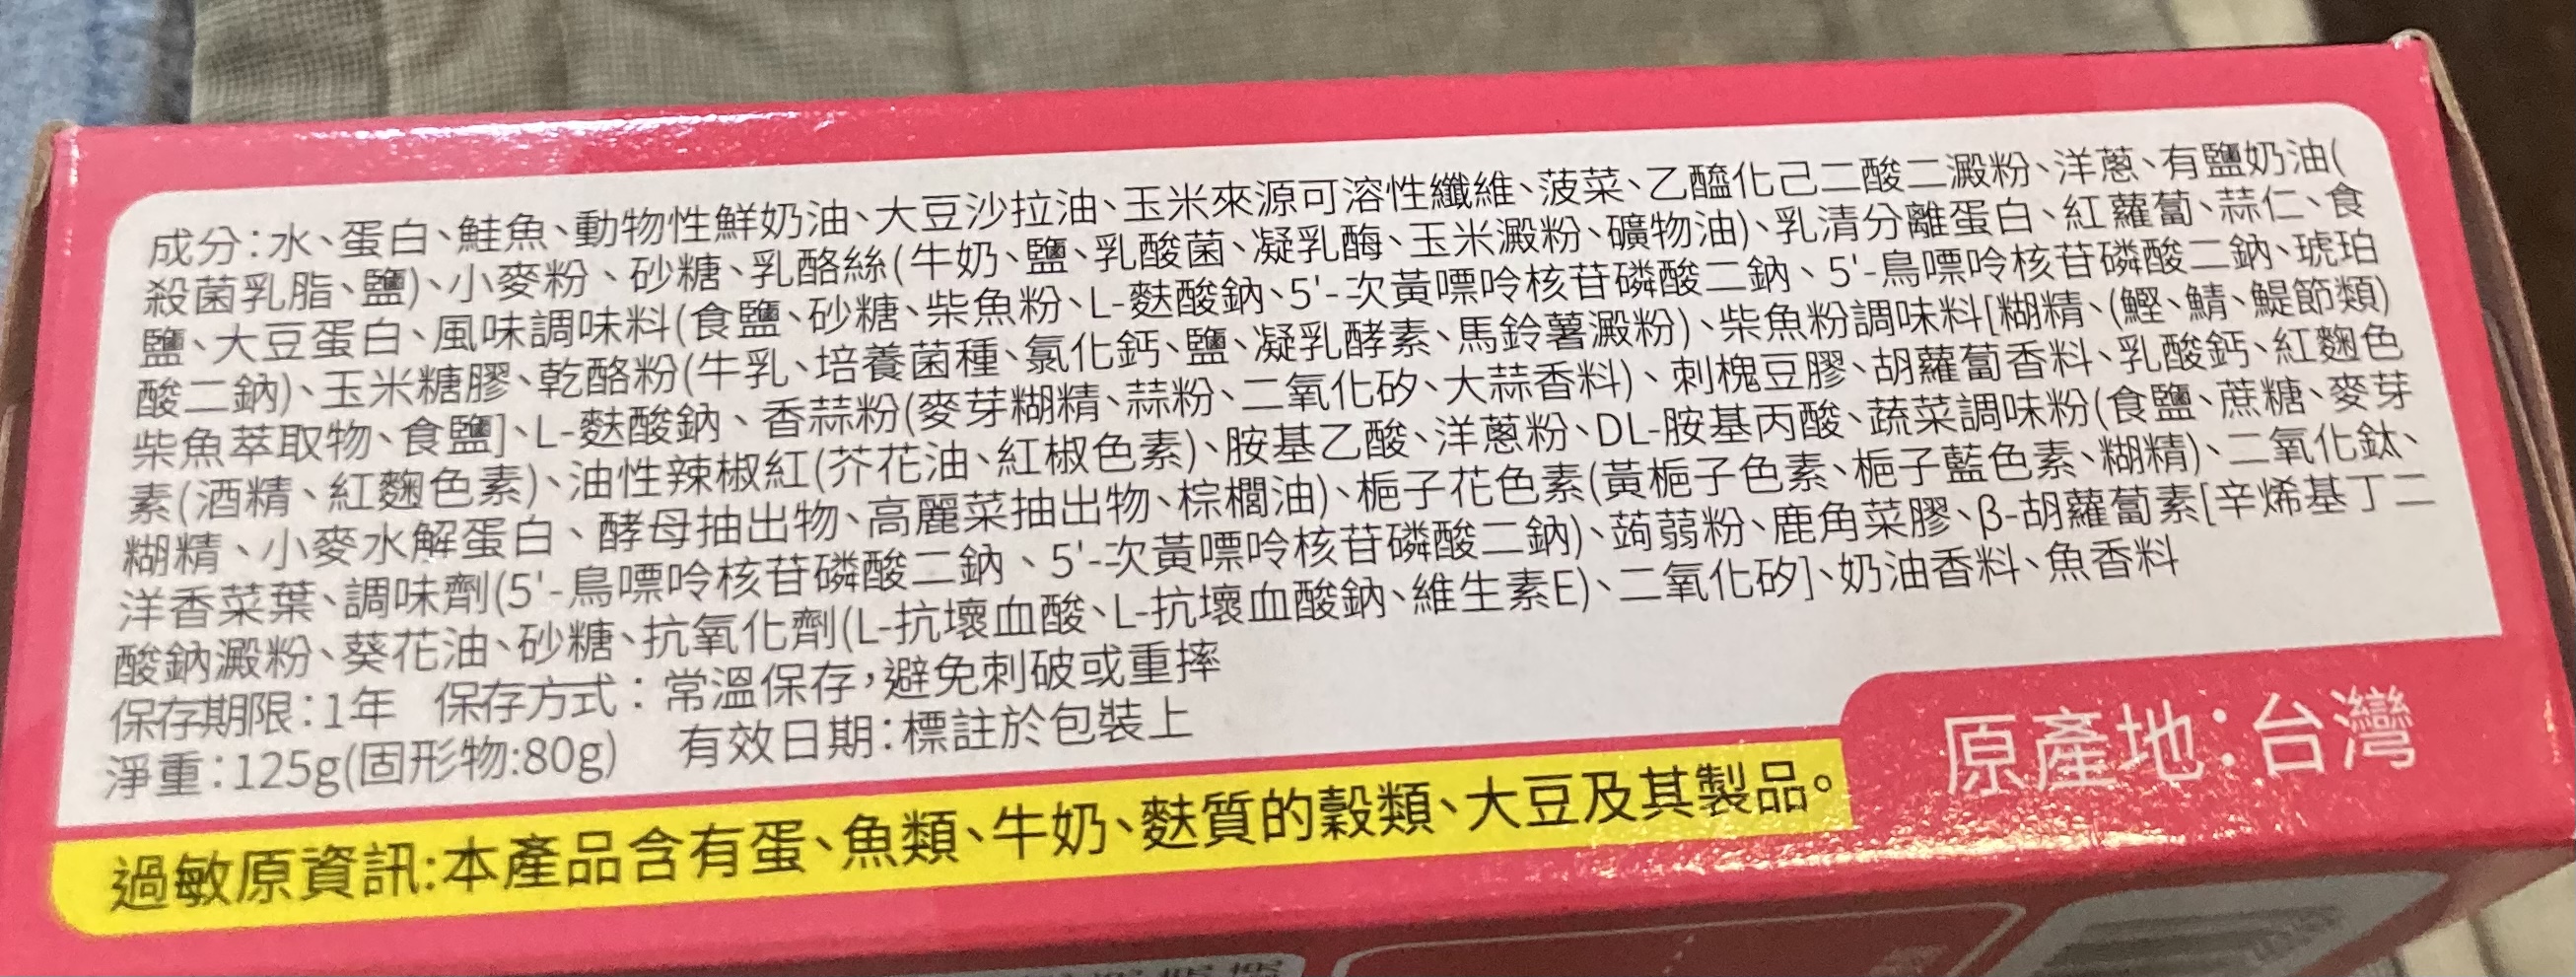 成分:水、蛋白、鮭魚、動物性鮮奶油、大豆沙拉油、玉米來源可溶性纖維、菠菜、乙醯化己二酸二澱粉、洋蔥、有鹽奶油(
殺菌乳脂、鹽)、小麥粉、砂糖、乳酪絲(牛奶、鹽、乳酸菌、凝乳酶、玉米澱粉、礦物油)、乳清分離蛋白、紅蘿蔔、蒜仁、食
鹽、大豆蛋白、風味調味料(食鹽、砂糖、柴魚粉、L-麩酸鈉、5'-次黃嘌呤核苷磷酸二鈉、5'-鳥嘌呤核苷磷酸二鈉、琥珀
酸二鈉)、玉米糖膠、乾酪粉(牛乳、培養菌種、氯化鈣、鹽、凝乳酵素、馬鈴薯澱粉)、柴魚粉調味料[糊精、(鰹、鯖、鯷節類)
柴魚萃取物、食鹽]、L-麩酸鈉、香蒜粉(麥芽糊精、蒜粉、二氧化矽、大蒜香料)、刺槐豆膠、胡蘿蔔香料、乳酸鈣、紅麴色
素(酒精、紅麴色素)、油性辣椒紅(芥花油、紅椒色素)、胺基乙酸、洋蔥粉、DL-胺基丙酸、蔬菜調味粉(食鹽、蔗糖、麥芽
糊精、小麥水解蛋白、酵母抽出物、高麗菜抽出物、棕櫚油)、梔子花色素(黃梔子色素、梔子藍色素、糊精)、二氧化鈦、
洋香菜葉、調味劑(5'-鳥嘌呤核苷磷酸二鈉、5'-次黃嘌呤核苷磷酸二鈉)、蒟蒻粉、鹿角菜膠、β-胡蘿蔔素[辛烯基丁二
酸鈉澱粉、葵花油、砂糖、抗氧化劑(L-抗壞血酸、L-抗壞血酸鈉、維生素E)、二氧化矽]、奶油香料、魚香料
保存期限:1年 保存方式:常溫保存,避免刺破或重摔
淨重:125g(固形物:80g) 有效日期:標註於包裝上
過敏原資訊:本產品含有蛋、魚類、牛奶、麩質的穀類、大豆及其製品。
原產地:台灣